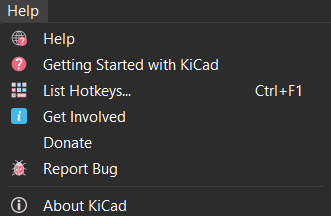 Help
Help
Getting Started with KiCad
List Hotkeys... Ctrl+F1
Get Involved
Donate
Report Bug
About KiCad